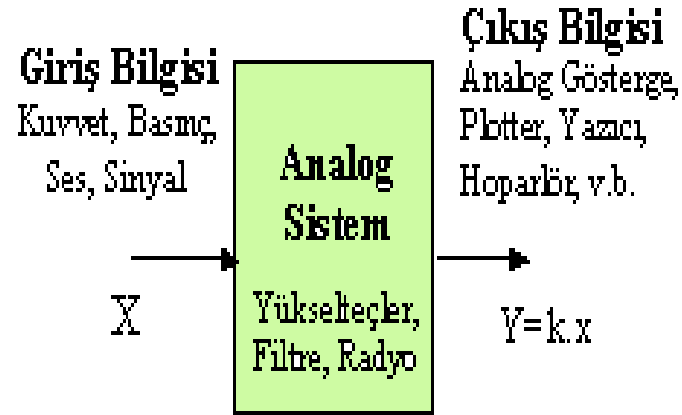 Giriş Bilgisi
Kuvvet, Basınç,
Ses, Sinyal
X
Analog
Sistem
Yükselteçler,
Filtre, Radyo
Çıkış Bilgisi
Analog Gösterge,
Plotter, Yazıcı,
Hoparlör, v.b.
Y=k.x